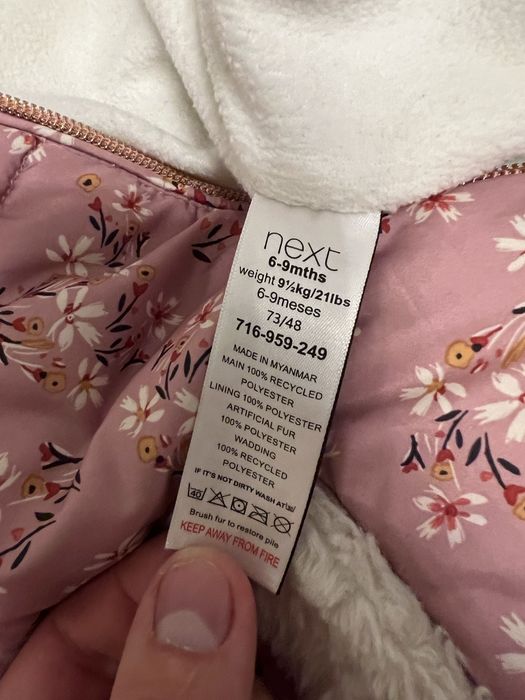 next
6-9mths
weight 9½kg/21lbs
6-9meses
73/48
716-959-249
MADE IN MYANMAR
MAIN 100% RECYCLED
POLYESTER
LINING 100% POLYESTER
ARTIFICIAL FUR
100% POLYESTER
WADDING
100% RECYCLED
POLYESTER
IF IT'S NOT DIRTY WASH AT 30
40
Brush fur to restore pile
KEEP AWAY FROM FIRE